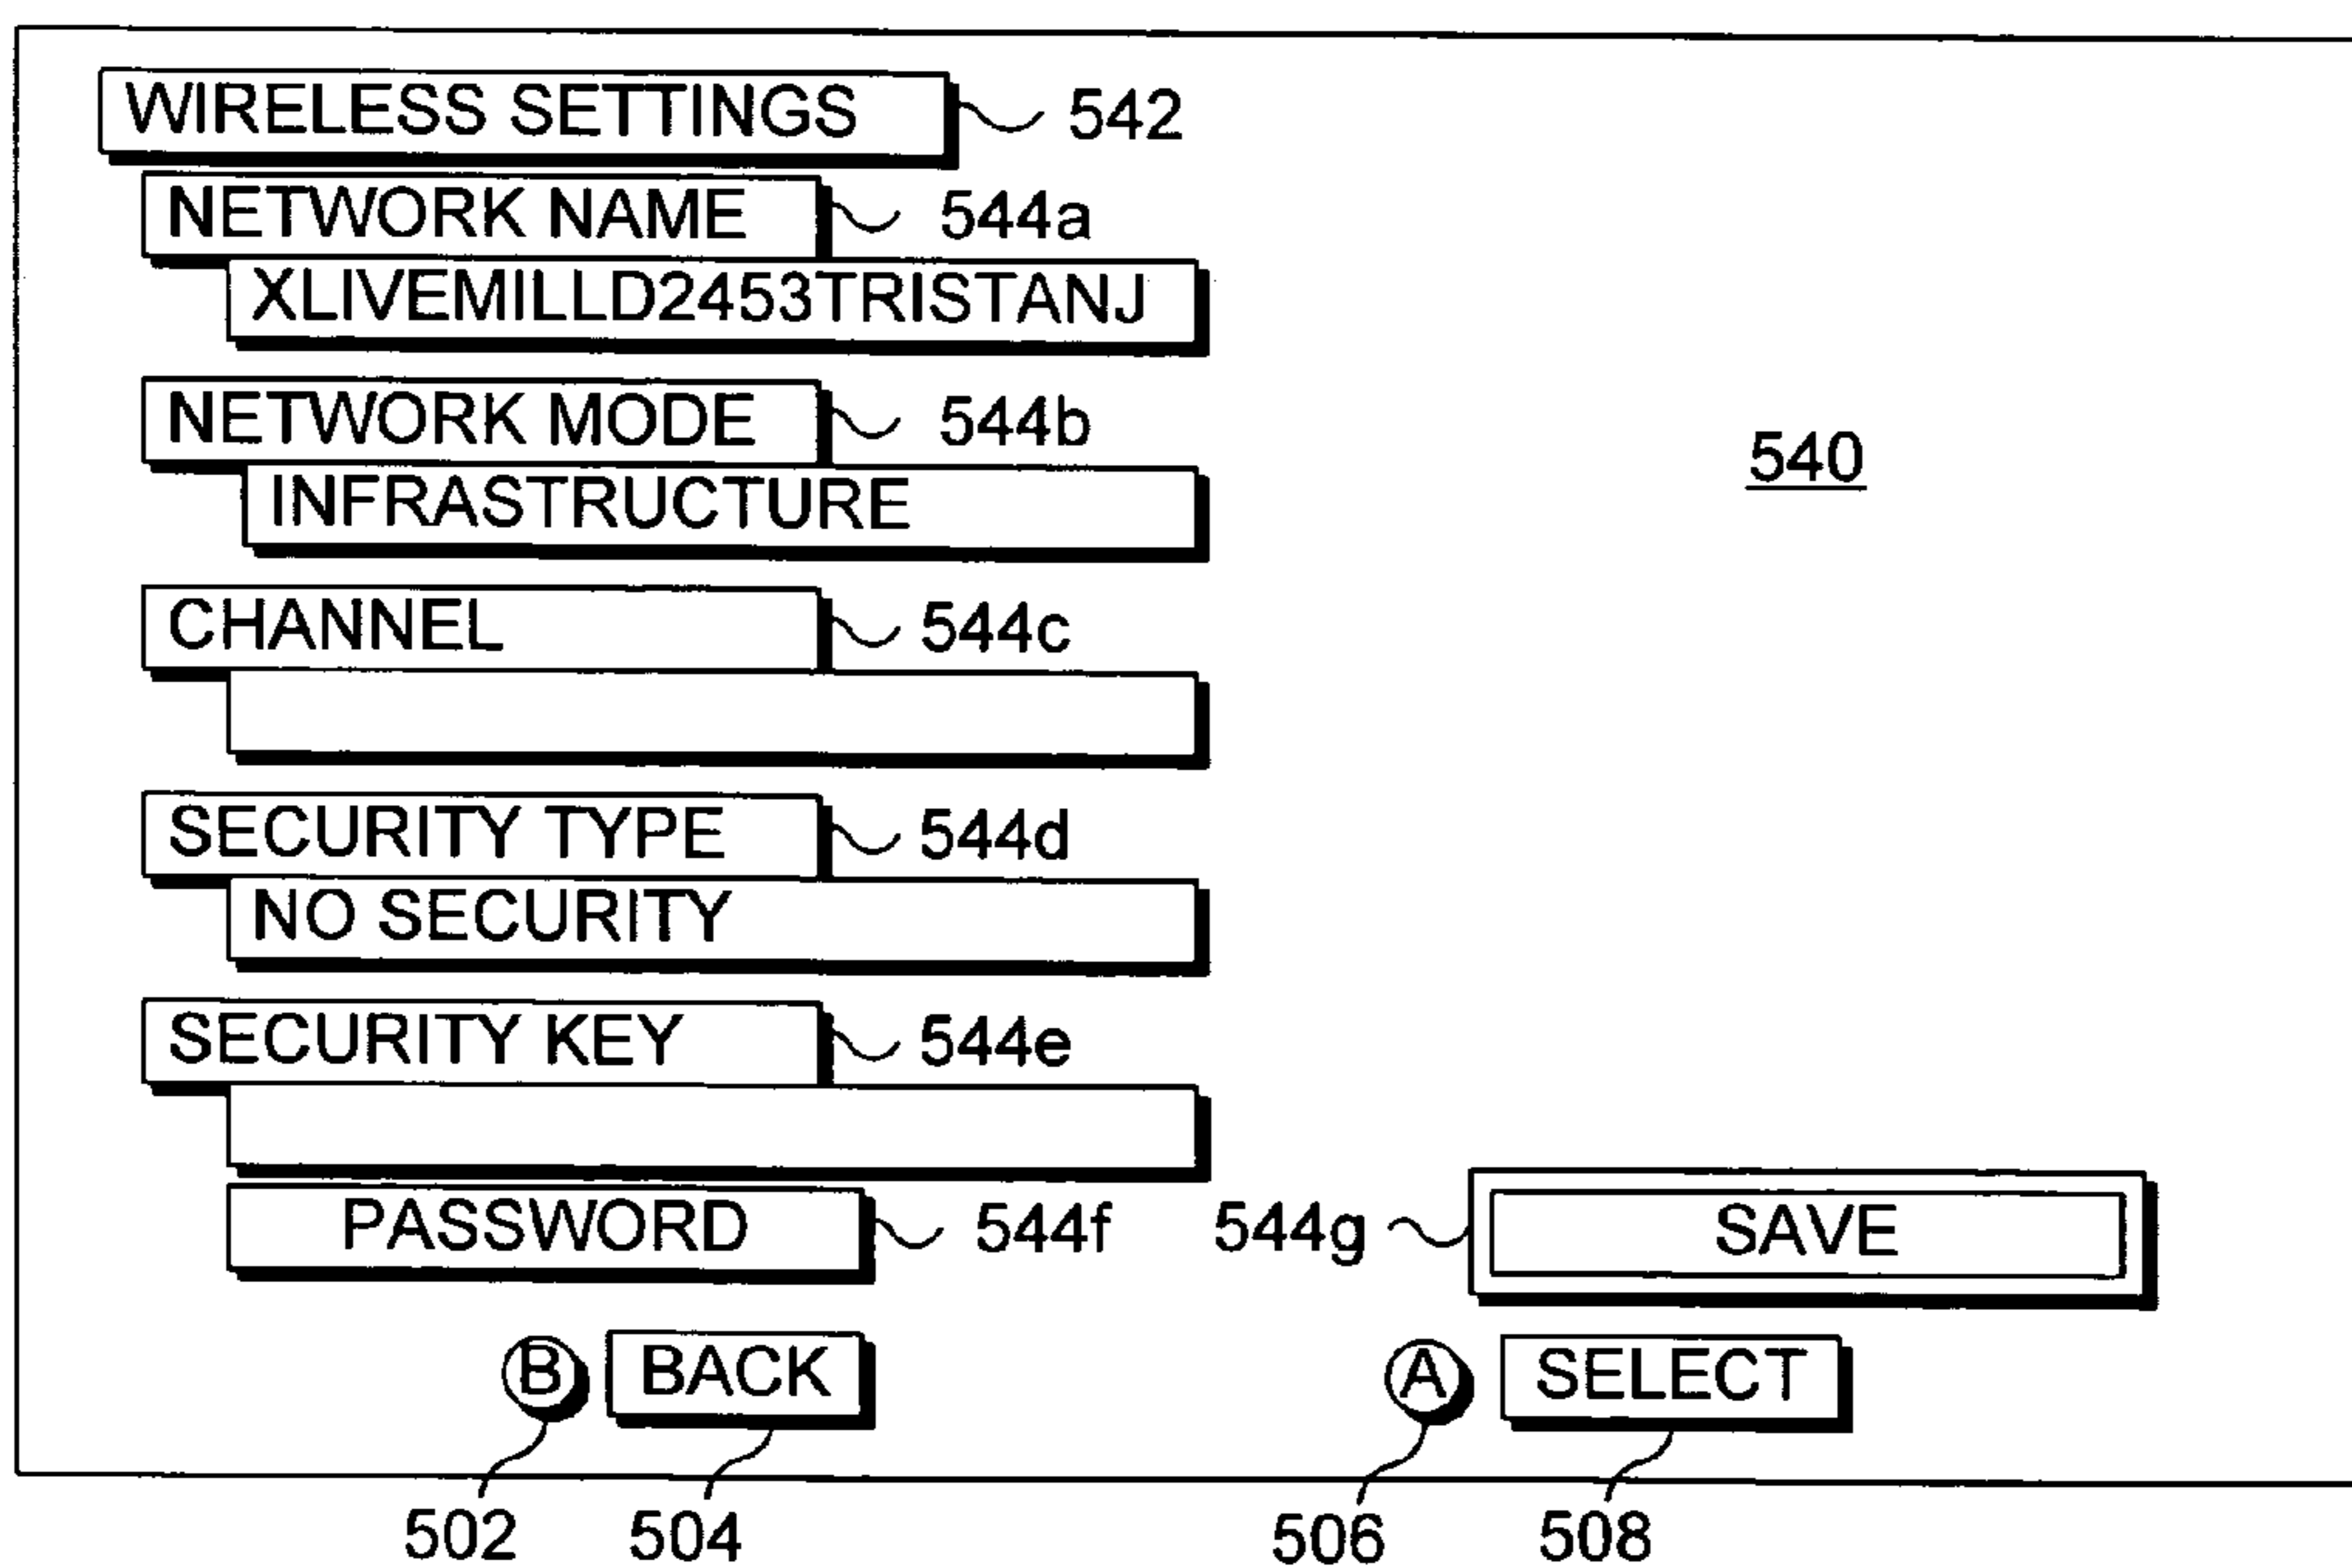 WIRELESS SETTINGS 542
NETWORK NAME 544a
XLIVEMILLD2453TRISTANJ
NETWORK MODE 544b
INFRASTRUCTURE
540
CHANNEL 544c
SECURITY TYPE 544d
NO SECURITY
SECURITY KEY 544e
PASSWORD 544f 544g SAVE
B BACK A SELECT
502 504 506 508